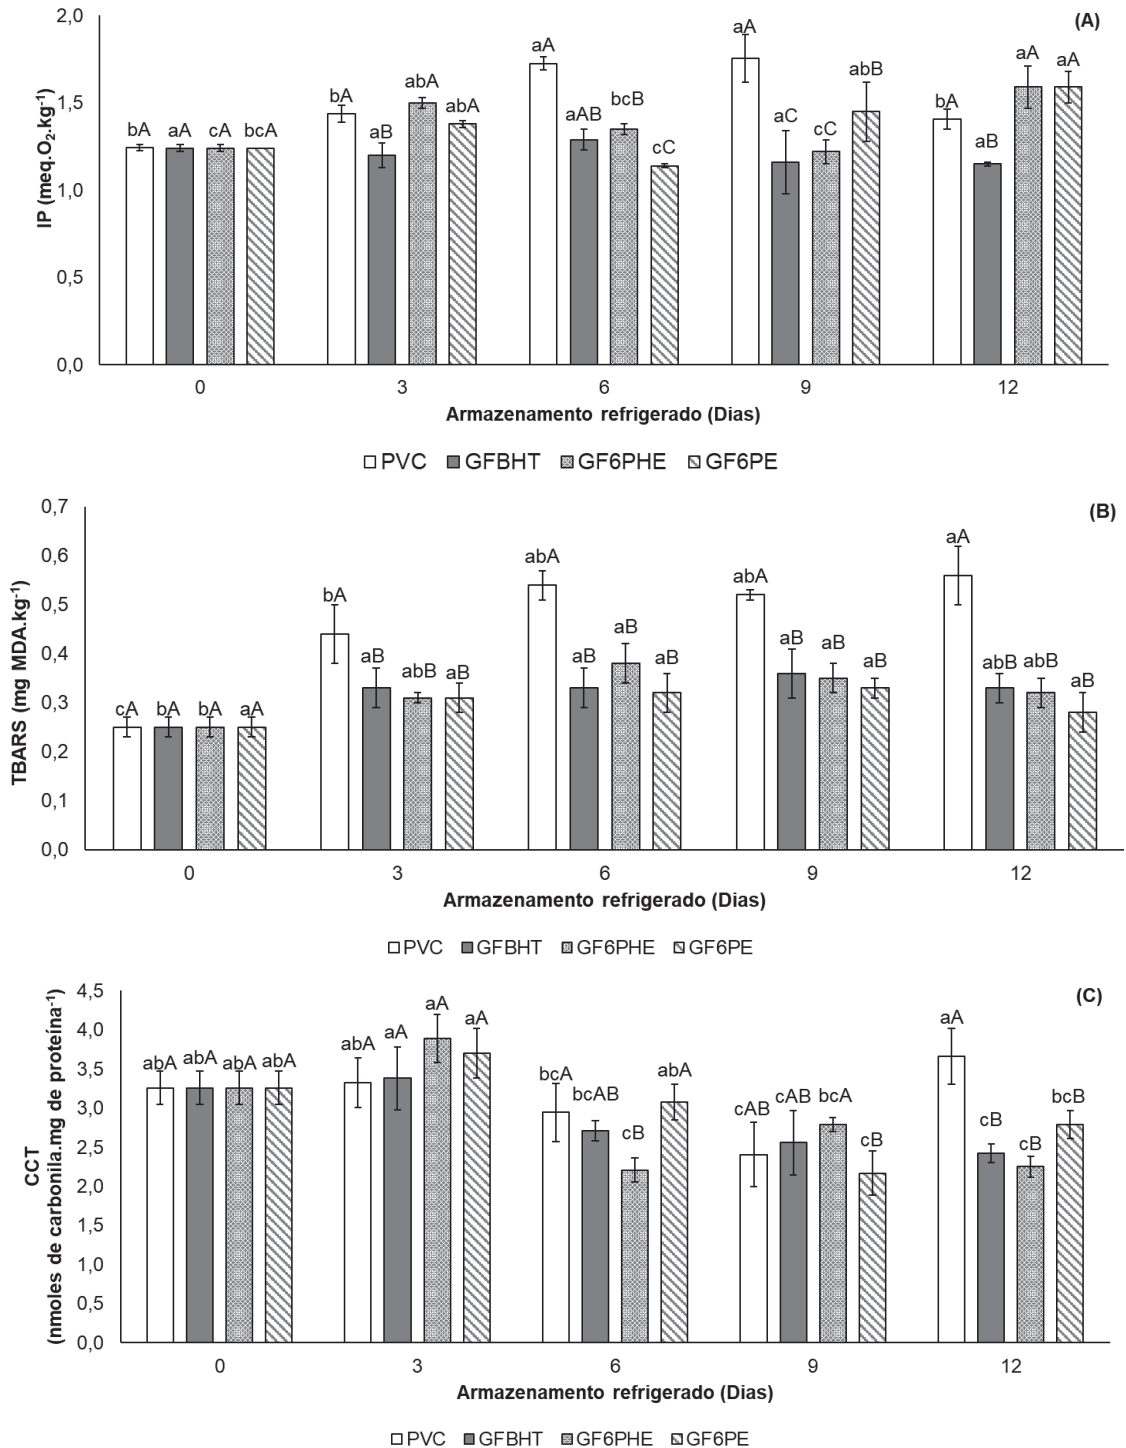 (A)
IP (meq.O₂.kg⁻¹)
2,0
1,5
1,0
0,5
0,0
bA aA cA bcA
bA aB abA abA
aA aAB bcB cC
aA aC cC abB
bA aB aA aA
0 3 6 9 12
Armazenamento refrigerado (Dias)
PVC GFBHT GF6PHE GF6PE
(B)
TBARS (mg MDA.kg⁻¹)
0,7
0,6
0,5
0,4
0,3
0,2
0,1
0,0
cA bA bA aA
bA aB abB aB
abA aB aB aB
abA aB aB aB
aA abB abB aB
0 3 6 9 12
Armazenamento refrigerado (Dias)
PVC GFBHT GF6PHE GF6PE
(C)
CCT
(nmoles de carbonila.mg de proteína⁻¹)
4,5
4,0
3,5
3,0
2,5
2,0
1,5
1,0
0,5
0,0
abA abA abA abA
abA aA aA aA
bcA bcAB cB abA
cAB cAB bcA cB
aA cB cB bcB
0 3 6 9 12
Armazenamento refrigerado (Dias)
PVC GFBHT GF6PHE GF6PE